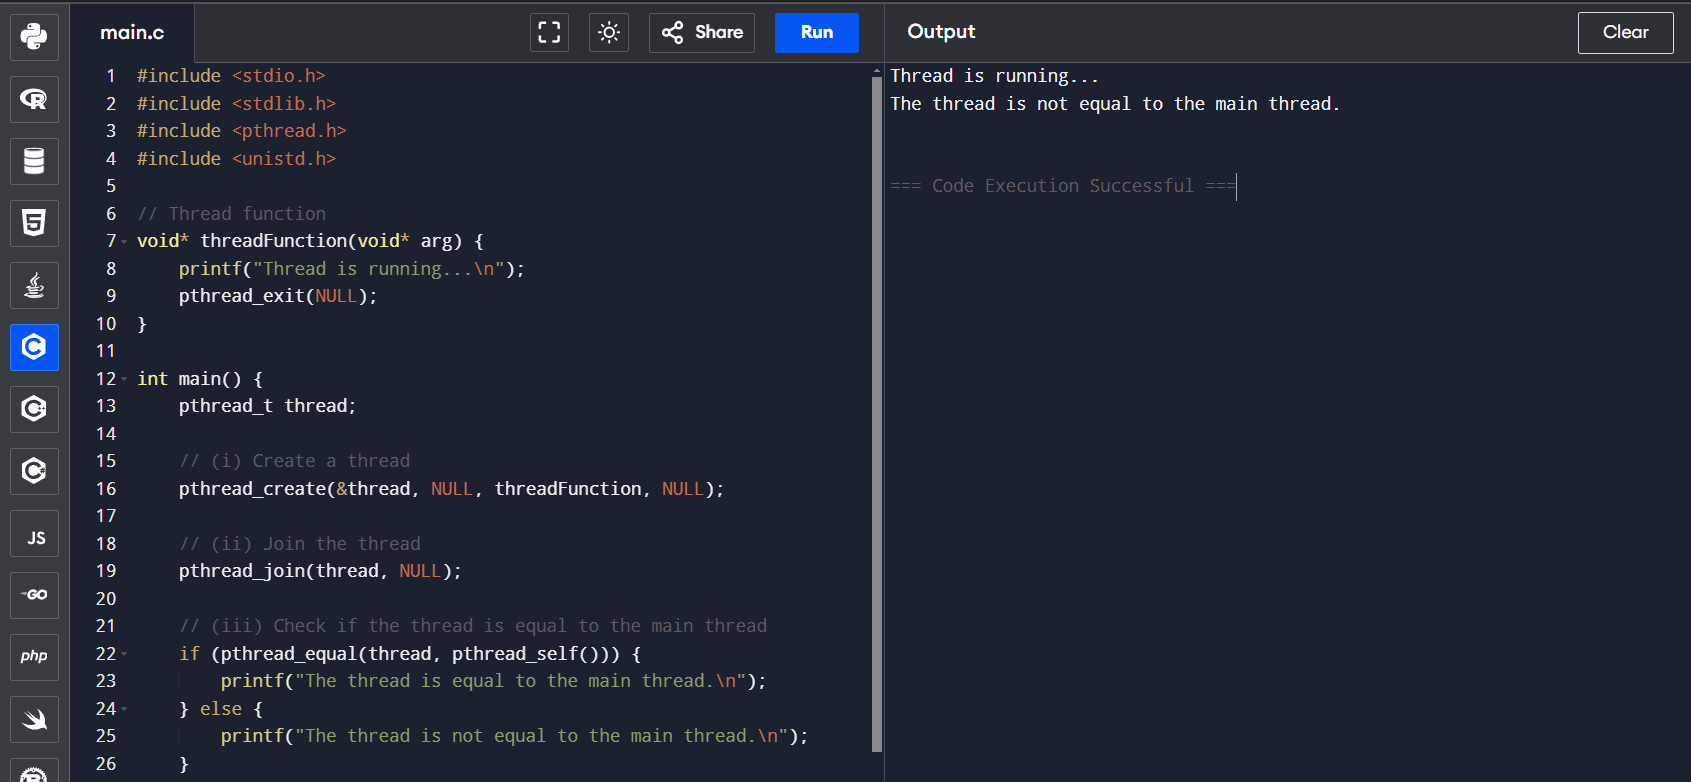 main.c
Share
Run
Output
Clear
1 #include <stdio.h>
2 #include <stdlib.h>
3 #include <pthread.h>
4 #include <unistd.h>
5
6 // Thread function
7 void* threadFunction(void* arg) {
8     printf("Thread is running...\n");
9     pthread_exit(NULL);
10 }
11
12 int main() {
13     pthread_t thread;
14
15     // (i) Create a thread
16     pthread_create(&thread, NULL, threadFunction, NULL);
17
18     // (ii) Join the thread
19     pthread_join(thread, NULL);
20
21     // (iii) Check if the thread is equal to the main thread
22     if (pthread_equal(thread, pthread_self())) {
23         printf("The thread is equal to the main thread.\n");
24     } else {
25         printf("The thread is not equal to the main thread.\n");
26     }
Thread is running...
The thread is not equal to the main thread.
=== Code Execution Successful ===
R
5
C
C
C
JS
GO
php
R